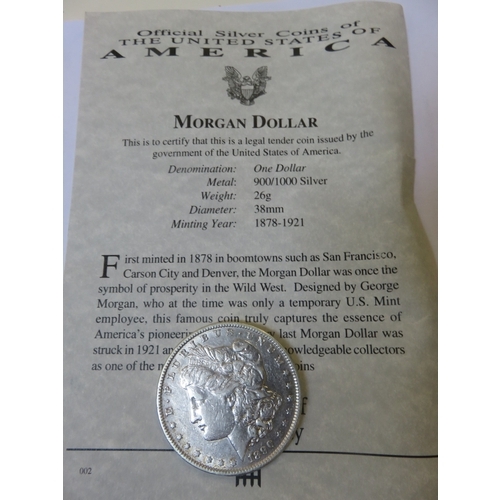 Official Silver Coins of
THE UNITED STATES OF
AMERICA
MORGAN DOLLAR
This is to certify that this is a legal tender coin issued by the
government of the United States of America.
Denomination: One Dollar
Metal: 900/1000 Silver
Weight: 26g
Diameter: 38mm
Minting Year: 1878-1921
First minted in 1878 in boomtowns such as San Francisco,
Carson City and Denver, the Morgan Dollar was once the
symbol of prosperity in the Wild West. Designed by George
Morgan, who at the time was only a temporary U.S. Mint
employee, this famous coin truly captures the essence of
America's last Morgan Dollar was
struck in 1921 knowledgeable collectors
as one of the
002